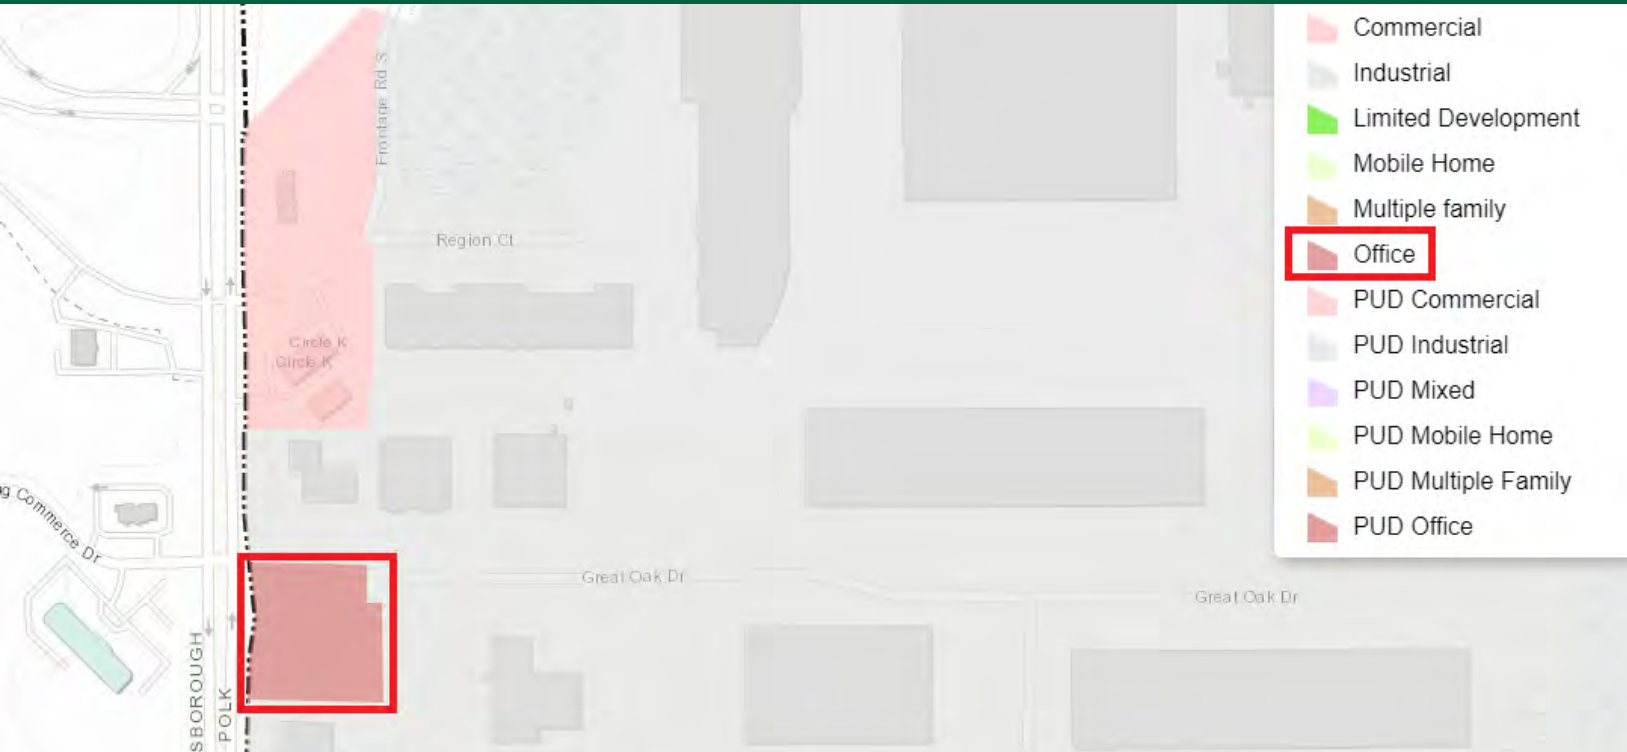 Frontage Rd S
Region Ct
Circle K
Circle K
g Commerce Dr
Great Oak Dr
Great Oak Dr
SBOROUGH
POLK
Commercial
Industrial
Limited Development
Mobile Home
Multiple family
Office
PUD Commercial
PUD Industrial
PUD Mixed
PUD Mobile Home
PUD Multiple Family
PUD Office